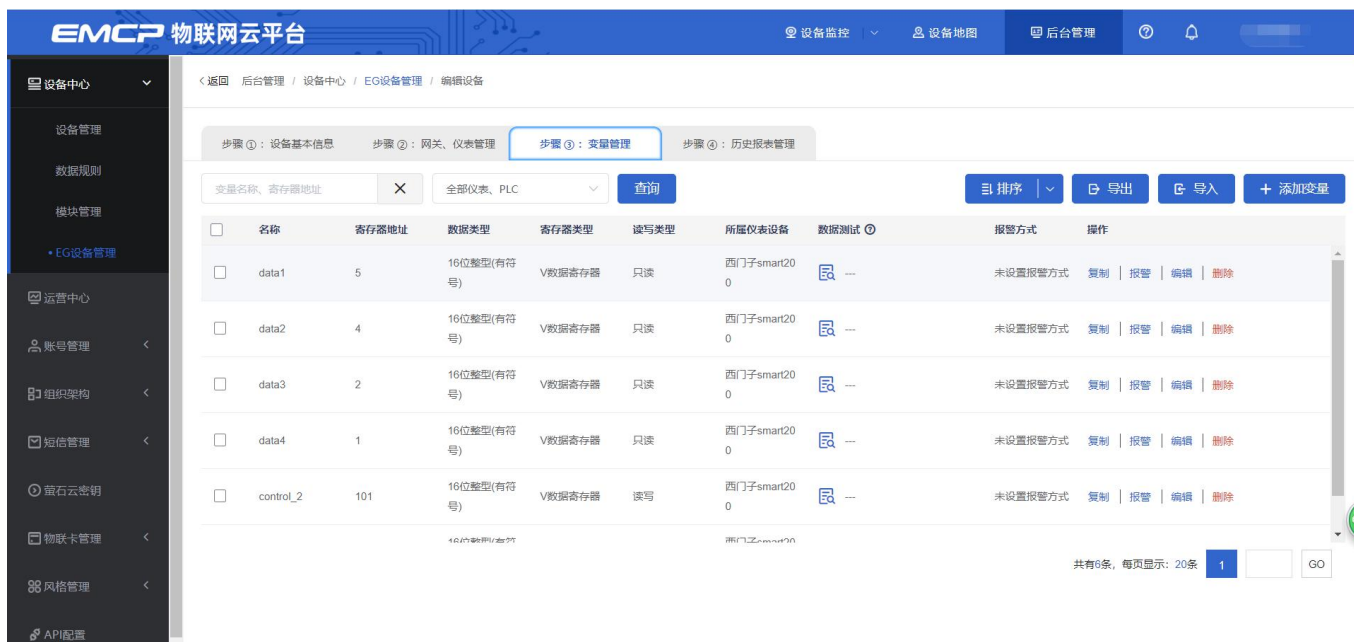 EMCP 物联网云平台 设备监控 设备地图 后台管理
设备中心
设备管理
数据规则
模块管理
• EG设备管理
运营中心
账号管理
组织架构
短信管理
萤石云密钥
物联卡管理
风格管理
API配置
<返回 后台管理 / 设备中心 / EG设备管理 / 编辑设备
步骤①：设备基本信息 步骤②：网关、仪表管理 步骤③：变量管理 步骤④：历史报表管理
变量名称、寄存器地址 全部仪表、PLC 查询 排序 导出 导入 + 添加变量
名称 寄存器地址 数据类型 寄存器类型 读写类型 所属仪表设备 数据测试 报警方式 操作
data1 5 16位整型(有符号) V数据寄存器 只读 西门子smart200 --- 未设置报警方式 复制 | 报警 | 编辑 | 删除
data2 4 16位整型(有符号) V数据寄存器 只读 西门子smart200 --- 未设置报警方式 复制 | 报警 | 编辑 | 删除
data3 2 16位整型(有符号) V数据寄存器 只读 西门子smart200 --- 未设置报警方式 复制 | 报警 | 编辑 | 删除
data4 1 16位整型(有符号) V数据寄存器 只读 西门子smart200 --- 未设置报警方式 复制 | 报警 | 编辑 | 删除
control_2 101 16位整型(有符号) V数据寄存器 读写 西门子smart200 --- 未设置报警方式 复制 | 报警 | 编辑 | 删除
共有6条，每页显示：20条 1 GO